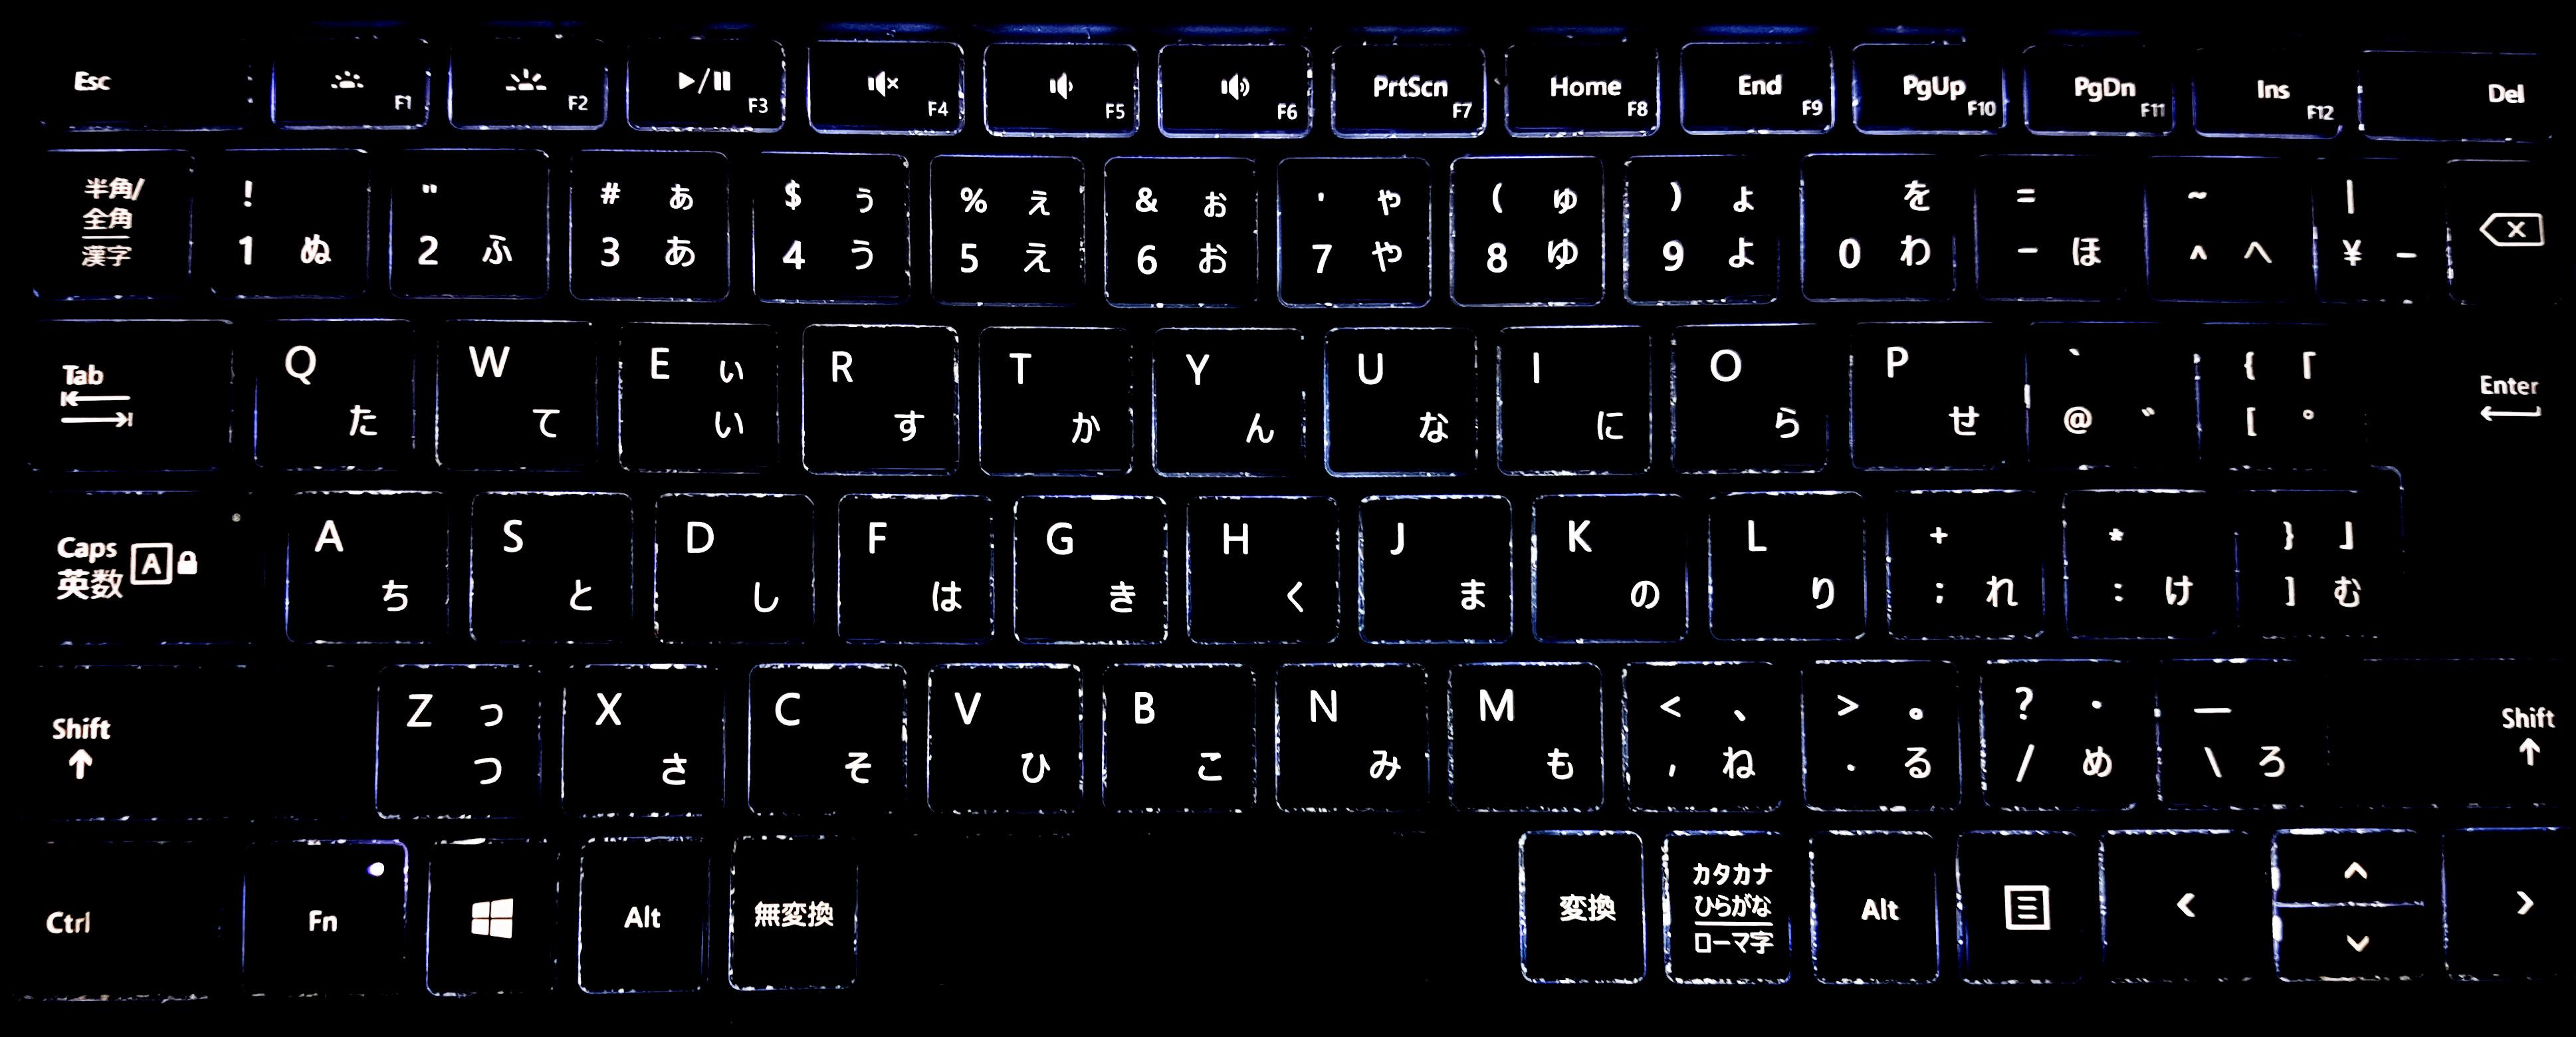 Esc F1 F2 ▶/⏸ F3 F4 F5 F6 PrtScn F7 Home F8 End F9 PgUp F10 PgDn F11 Ins F12 Del
半角/
全角
漢字
! 1 ぬ
" 2 ふ
# ぁ 3 あ
$ ぅ 4 う
% ぇ 5 え
& ぉ 6 お
' ゃ 7 や
( ゅ 8 ゆ
) ょ 9 よ
を 0 わ
= - ほ
~ ^ へ
| ¥ ー
Tab
Q た
W て
E ぃ い
R す
T か
Y ん
U な
I に
O ら
P せ
` @ ゛
{ 「 [ ゜
Enter
Caps
英数 A
A ち
S と
D し
F は
G き
H く
J ま
K の
L り
+ ; れ
* : け
} 」 ] む
Shift
Z っ つ
X さ
C そ
V ひ
B こ
N み
M も
< 、 , ね
> 。 . る
? ・ / め
_ \ ろ
Shift
Ctrl
Fn
Alt
無変換
変換
カタカナ
ひらがな
ローマ字
Alt